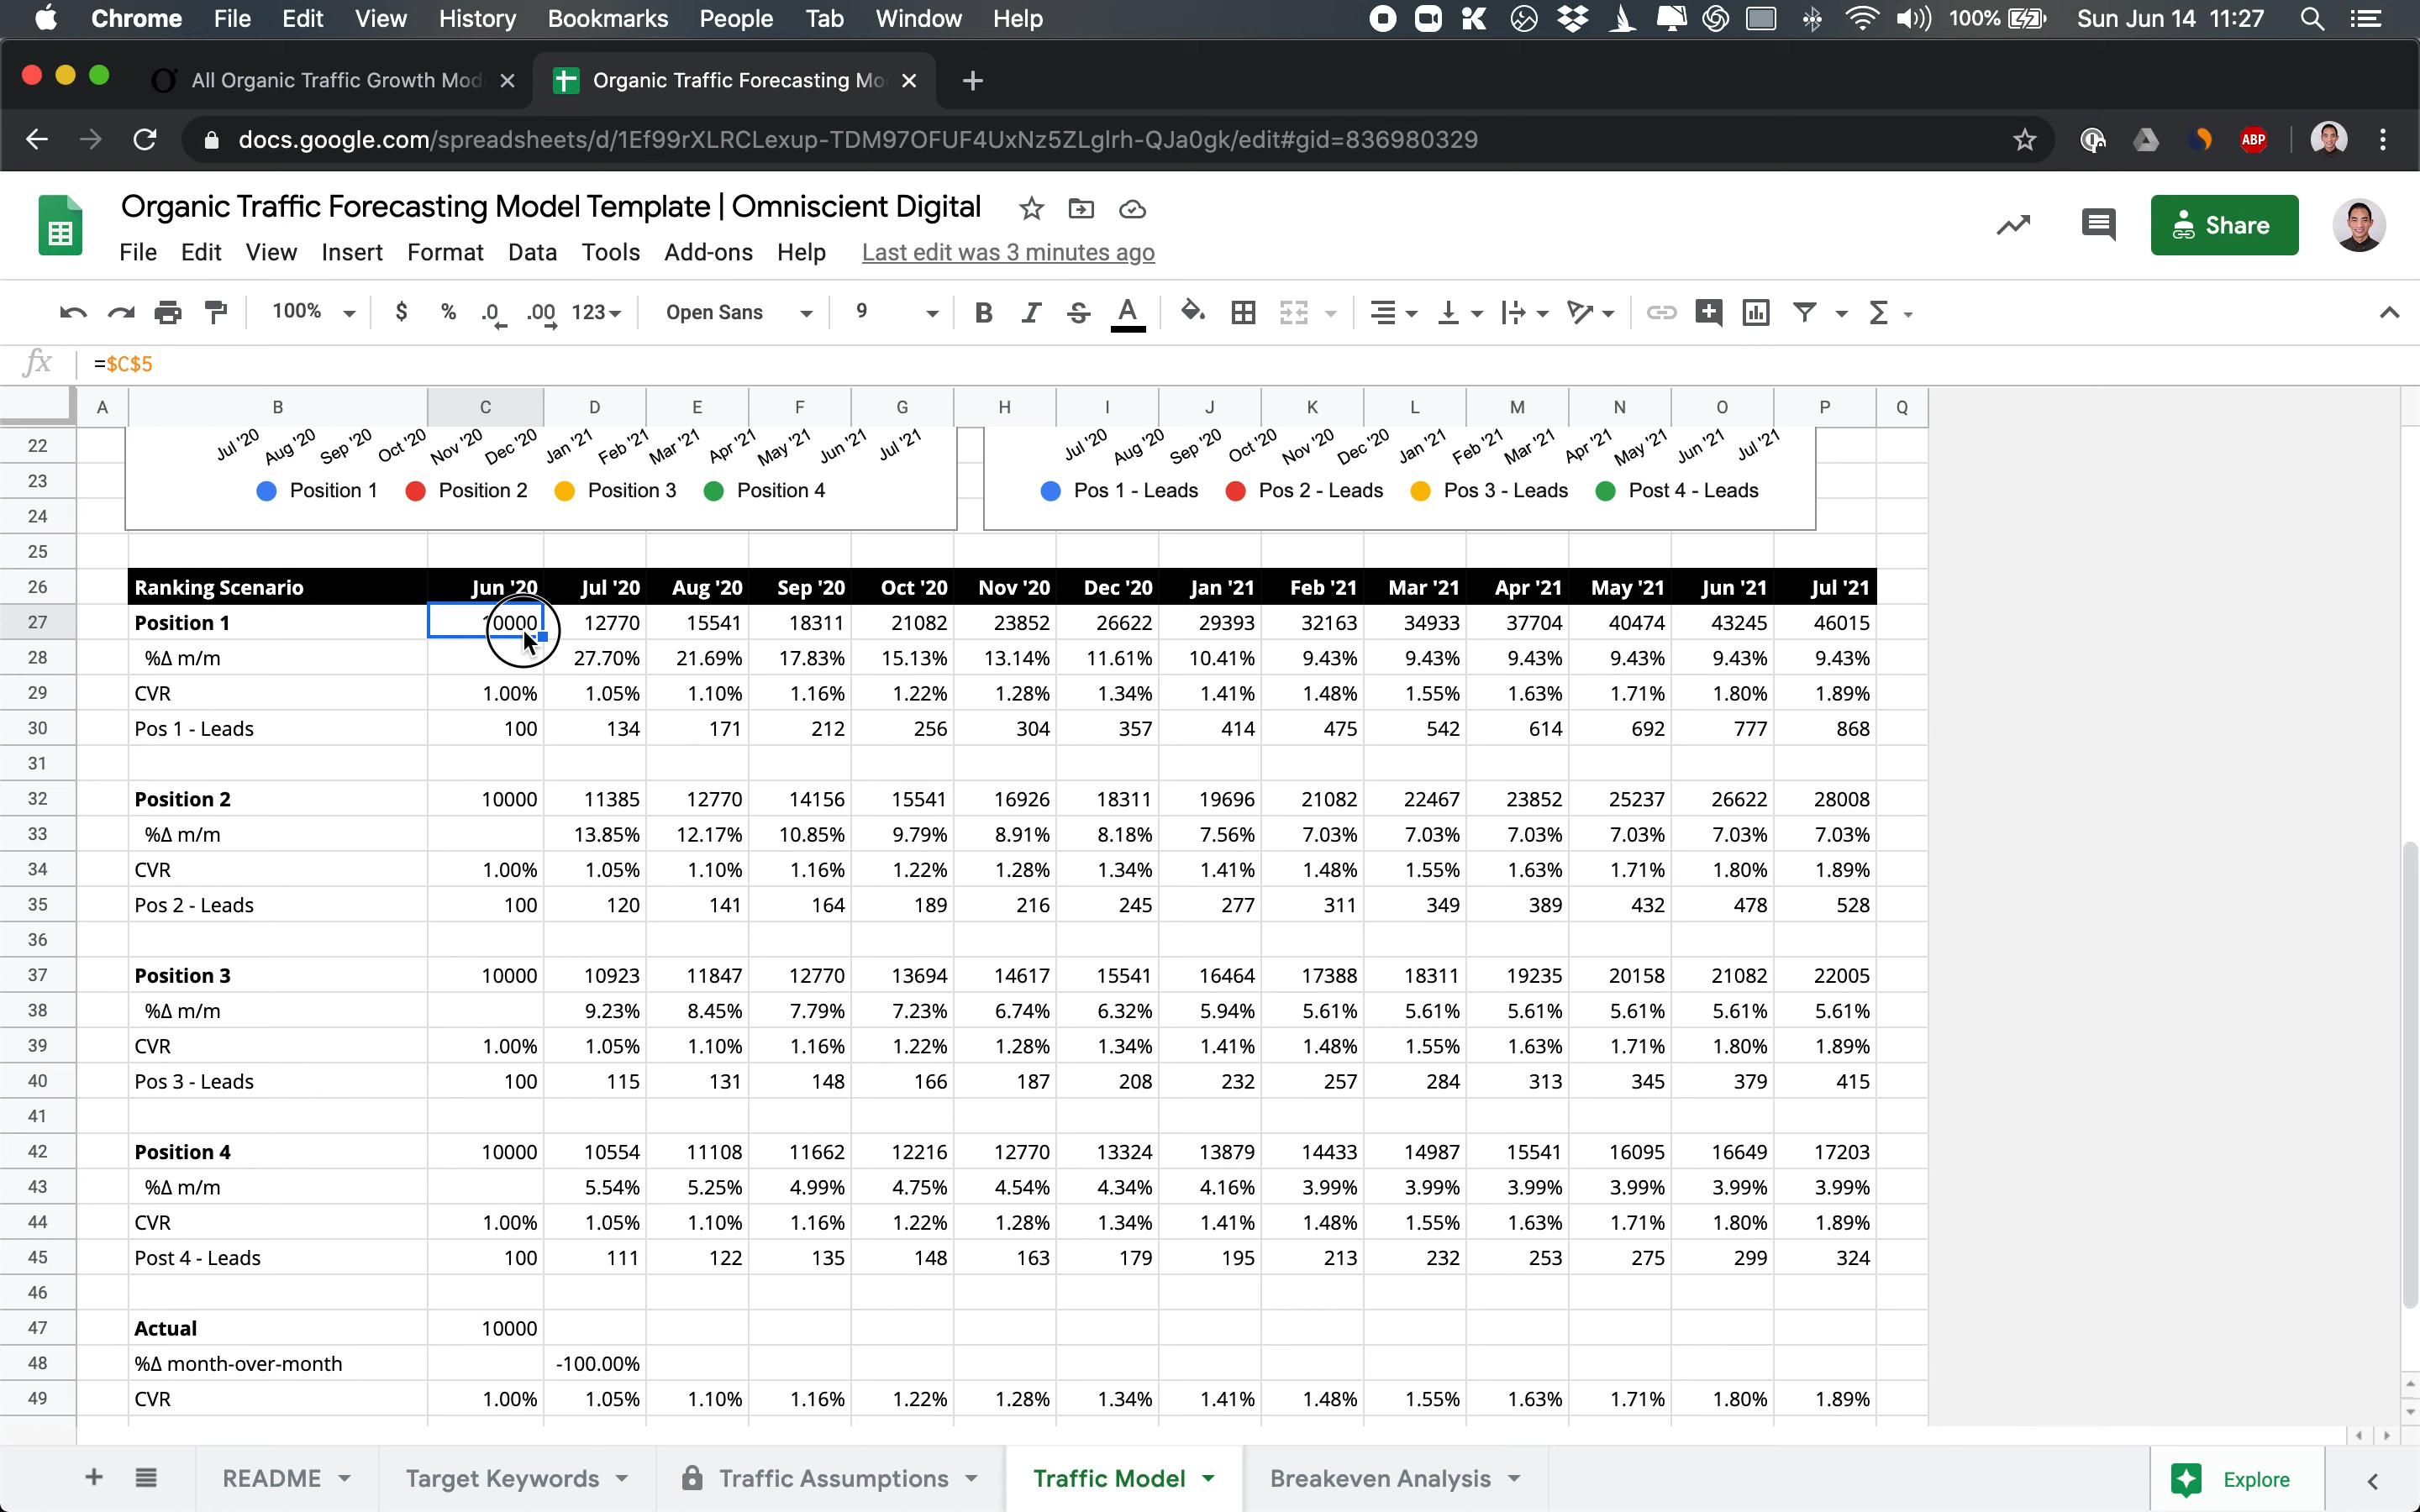 Chrome File Edit View History Bookmarks People Tab Window Help 100% Sun Jun 14 11:27
All Organic Traffic Growth Mod Organic Traffic Forecasting Mo
docs.google.com/spreadsheets/d/1Ef99rXLRCLexup-TDM97OFUF4UxNz5ZLglrh-QJa0gk/edit#gid=836980329 ABP
Organic Traffic Forecasting Model Template | Omniscient Digital
File Edit View Insert Format Data Tools Add-ons Help Last edit was 3 minutes ago Share
100% $ % .0 .00 123 Open Sans 9 B I S A Σ
fx =$C$5
A B C D E F G H I J K L M N O P Q
22 Jul '20 Aug '20 Sep '20 Oct '20 Nov '20 Dec '20 Jan '21 Feb '21 Mar '21 Apr '21 May '21 Jun '21 Jul '21 Jul '20 Aug '20 Sep '20 Oct '20 Nov '20 Dec '20 Jan '21 Feb '21 Mar '21 Apr '21 May '21 Jun '21 Jul '21
23 Position 1 Position 2 Position 3 Position 4 Pos 1 - Leads Pos 2 - Leads Pos 3 - Leads Post 4 - Leads
24
25
26 Ranking Scenario Jun '20 Jul '20 Aug '20 Sep '20 Oct '20 Nov '20 Dec '20 Jan '21 Feb '21 Mar '21 Apr '21 May '21 Jun '21 Jul '21
27 Position 1 10000 12770 15541 18311 21082 23852 26622 29393 32163 34933 37704 40474 43245 46015
28 %Δ m/m 27.70% 21.69% 17.83% 15.13% 13.14% 11.61% 10.41% 9.43% 9.43% 9.43% 9.43% 9.43% 9.43%
29 CVR 1.00% 1.05% 1.10% 1.16% 1.22% 1.28% 1.34% 1.41% 1.48% 1.55% 1.63% 1.71% 1.80% 1.89%
30 Pos 1 - Leads 100 134 171 212 256 304 357 414 475 542 614 692 777 868
31
32 Position 2 10000 11385 12770 14156 15541 16926 18311 19696 21082 22467 23852 25237 26622 28008
33 %Δ m/m 13.85% 12.17% 10.85% 9.79% 8.91% 8.18% 7.56% 7.03% 7.03% 7.03% 7.03% 7.03% 7.03%
34 CVR 1.00% 1.05% 1.10% 1.16% 1.22% 1.28% 1.34% 1.41% 1.48% 1.55% 1.63% 1.71% 1.80% 1.89%
35 Pos 2 - Leads 100 120 141 164 189 216 245 277 311 349 389 432 478 528
36
37 Position 3 10000 10923 11847 12770 13694 14617 15541 16464 17388 18311 19235 20158 21082 22005
38 %Δ m/m 9.23% 8.45% 7.79% 7.23% 6.74% 6.32% 5.94% 5.61% 5.61% 5.61% 5.61% 5.61% 5.61%
39 CVR 1.00% 1.05% 1.10% 1.16% 1.22% 1.28% 1.34% 1.41% 1.48% 1.55% 1.63% 1.71% 1.80% 1.89%
40 Pos 3 - Leads 100 115 131 148 166 187 208 232 257 284 313 345 379 415
41
42 Position 4 10000 10554 11108 11662 12216 12770 13324 13879 14433 14987 15541 16095 16649 17203
43 %Δ m/m 5.54% 5.25% 4.99% 4.75% 4.54% 4.34% 4.16% 3.99% 3.99% 3.99% 3.99% 3.99% 3.99%
44 CVR 1.00% 1.05% 1.10% 1.16% 1.22% 1.28% 1.34% 1.41% 1.48% 1.55% 1.63% 1.71% 1.80% 1.89%
45 Post 4 - Leads 100 111 122 135 148 163 179 195 213 232 253 275 299 324
46
47 Actual 10000
48 %Δ month-over-month -100.00%
49 CVR 1.00% 1.05% 1.10% 1.16% 1.22% 1.28% 1.34% 1.41% 1.48% 1.55% 1.63% 1.71% 1.80% 1.89%
README Target Keywords Traffic Assumptions Traffic Model Breakeven Analysis Explore